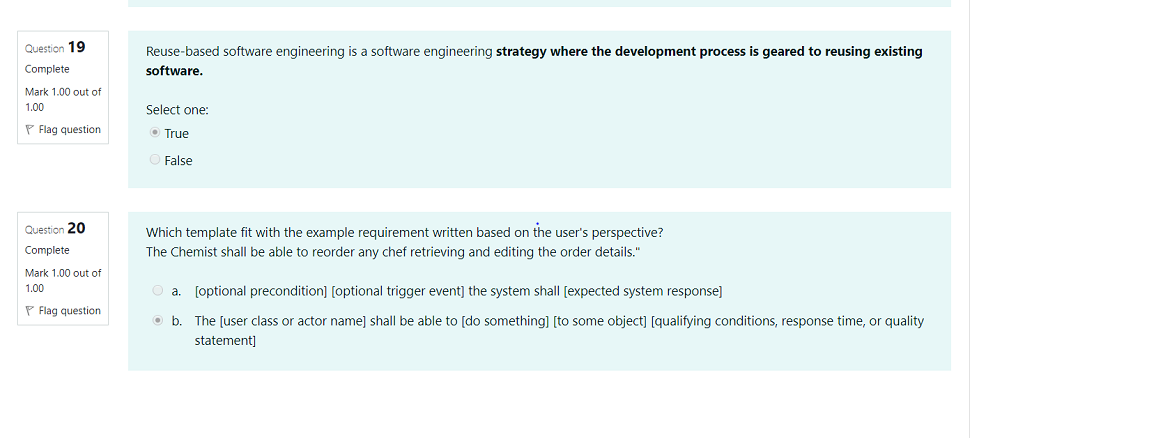 Question 19
Complete
Mark 1.00 out of
1.00
Flag question
Reuse-based software engineering is a software engineering strategy where the development process is geared to reusing existing
software.
Select one:
True
False
Question 20
Complete
Mark 1.00 out of
1.00
Flag question
Which template fit with the example requirement written based on the user's perspective?
The Chemist shall be able to reorder any chef retrieving and editing the order details."
a. [optional precondition] [optional trigger event] the system shall [expected system response]
b. The [user class or actor name] shall be able to [do something] [to some object] [qualifying conditions, response time, or quality
statement]